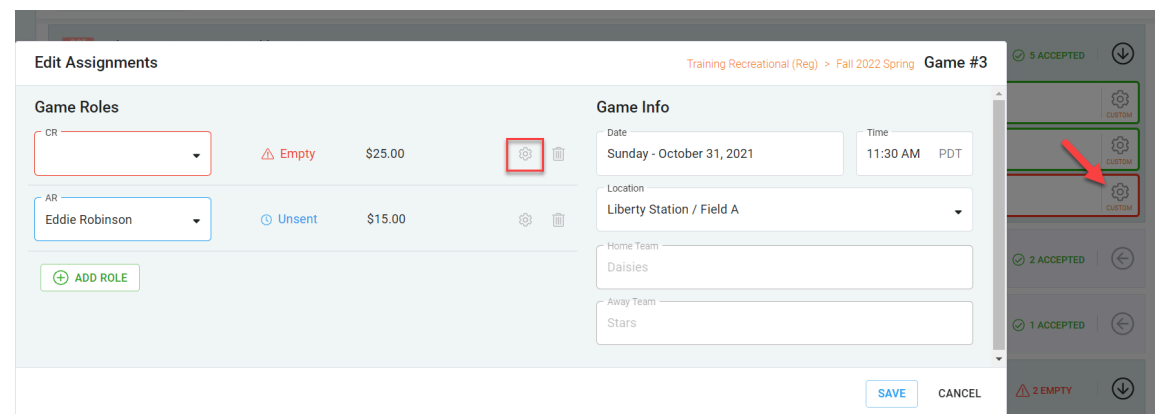 Edit Assignments
Training Recreational (Reg) > Fall 2022 Spring Game #3
5 ACCEPTED
Game Roles
Game Info
CR
Empty $25.00
Date
Sunday - October 31, 2021
Time
11:30 AM PDT
CUSTOM
CUSTOM
CUSTOM
AR
Eddie Robinson
Unsent $15.00
Location
Liberty Station / Field A
Home Team
Daisies
2 ACCEPTED
ADD ROLE
Away Team
Stars
1 ACCEPTED
SAVE CANCEL
2 EMPTY